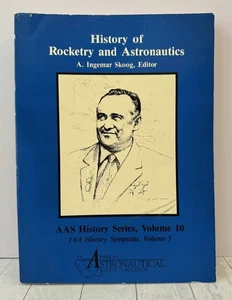 History of
Rocketry and Astronautics
A. Ingemar Skoog, Editor
AAS History Series, Volume 10
IAA History Symposia, Volume 5
ASTRONAUTICAL